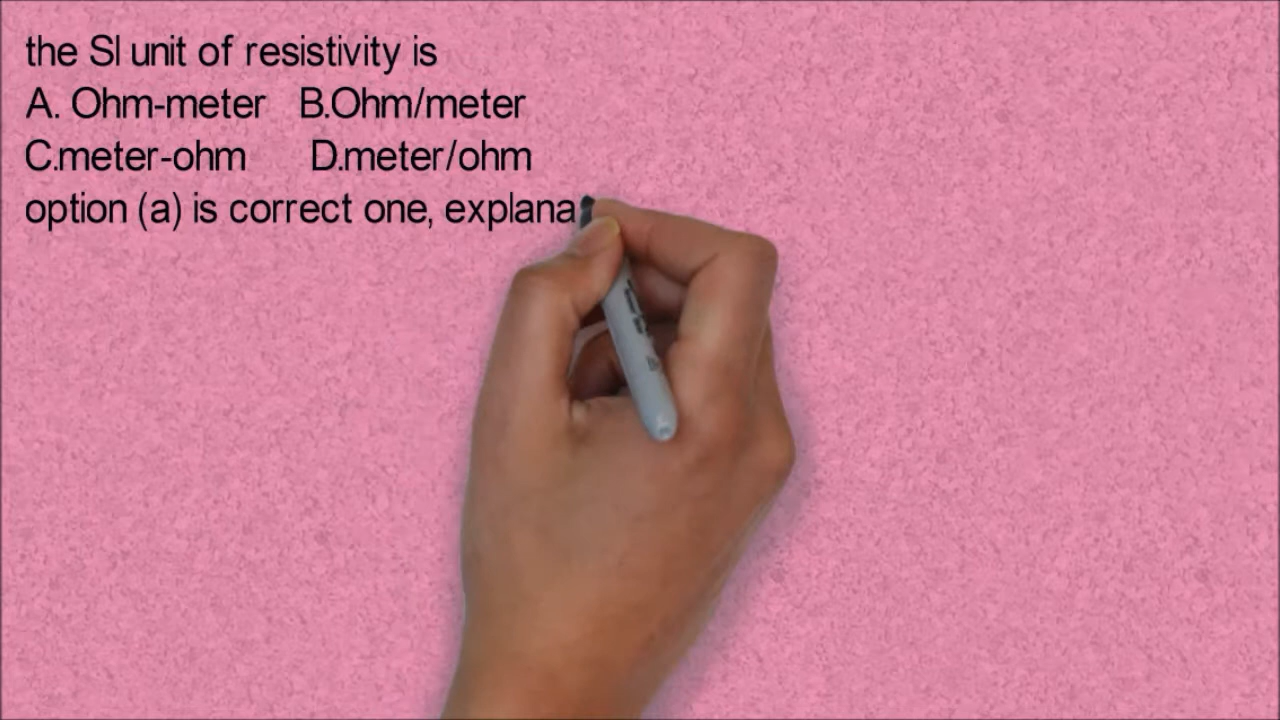 the SI unit of resistivity is
A. Ohm-meter B.Ohm/meter
C.meter-ohm D.meter/ohm
option (a) is correct one, explana